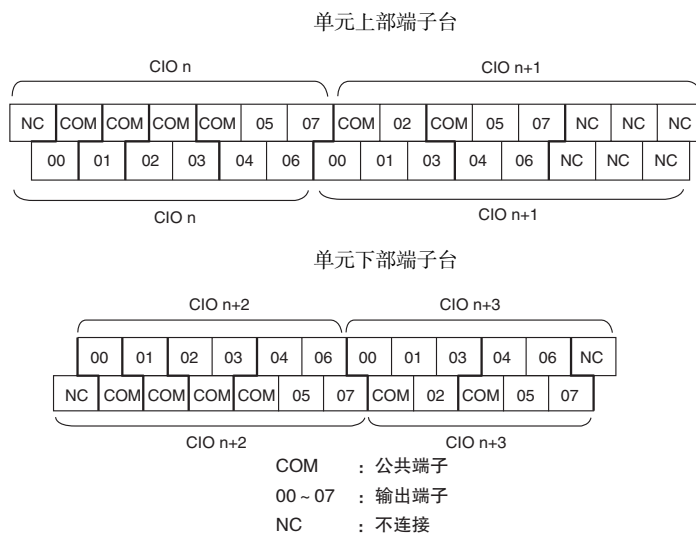 单元上部端子台
CIO n CIO n+1
NC COM COM COM COM 05 07 COM 02 COM 05 07 NC NC NC
00 01 02 03 04 06 00 01 03 04 06 NC NC NC
CIO n CIO n+1
单元下部端子台
CIO n+2 CIO n+3
00 01 02 03 04 06 00 01 03 04 06 NC
NC COM COM COM COM 05 07 COM 02 COM 05 07
CIO n+2 CIO n+3
COM : 公共端子
00~07 : 输出端子
NC : 不连接